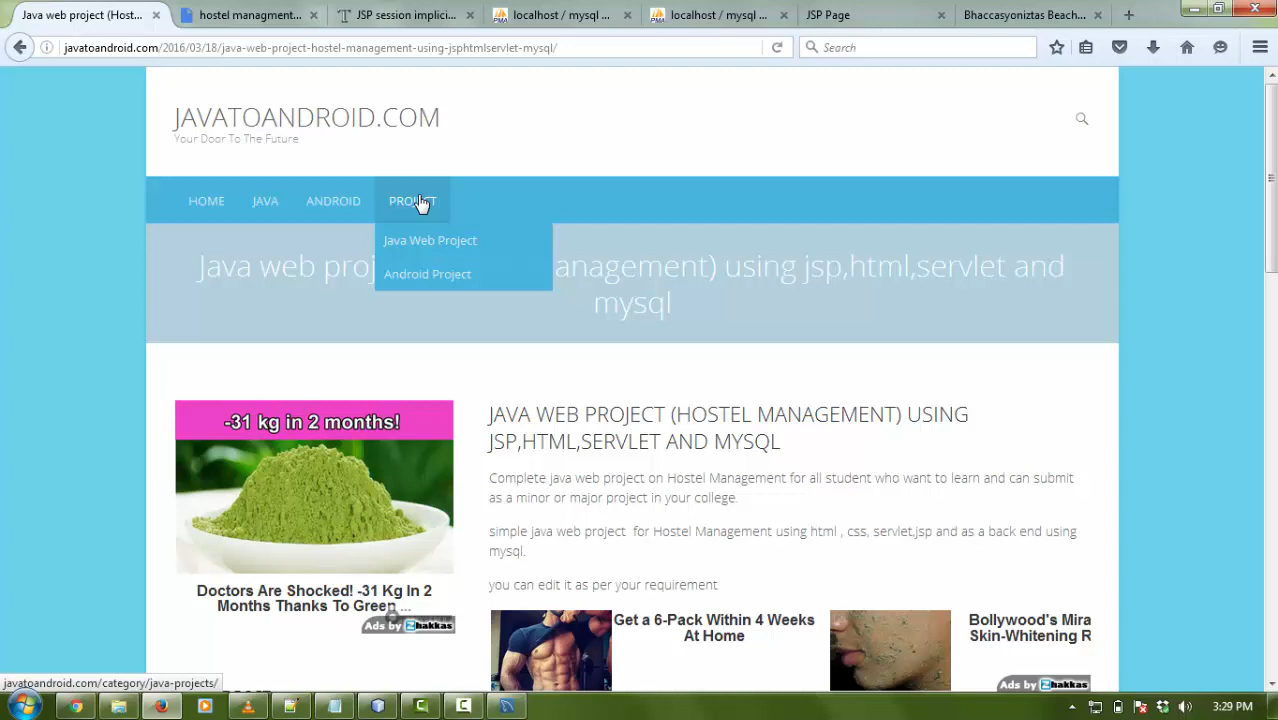 Java web project (Host...
hostel managment...
JSP session implici...
localhost / mysql ...
localhost / mysql ...
JSP Page
Bhaccasyoniztas Beach...
javatoandroid.com/2016/03/18/java-web-project-hostel-management-using-jsphtmlservlet-mysql/
Search
JAVATOANDROID.COM
Your Door To The Future
HOME JAVA ANDROID PROJECT
Java Web Project
Android Project
Java web proj anagement) using jsp,html,servlet and
mysql
-31 kg in 2 months!
Doctors Are Shocked! -31 Kg In 2
Months Thanks To Green ...
Ads by Zhakkas
JAVA WEB PROJECT (HOSTEL MANAGEMENT) USING
JSP,HTML,SERVLET AND MYSQL
Complete java web project on Hostel Management for all student who want to learn and can submit
as a minor or major project in your college.
simple java web project for Hostel Management using html , css, servlet,jsp and as a back end using
mysql.
you can edit it as per your requirement
Get a 6-Pack Within 4 Weeks
At Home
Bollywood's Mira
Skin-Whitening R
Ads by Zhakkas
javatoandroid.com/category/java-projects/
3:29 PM